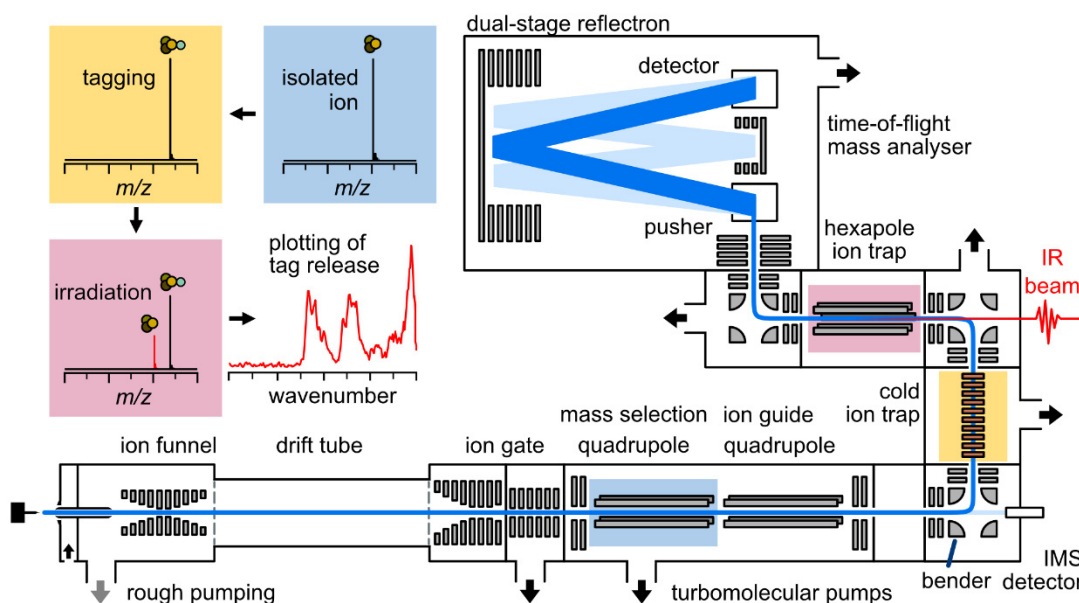 dual-stage reflectron
detector
time-of-flight
mass analyser
pusher
tagging
m/z
isolated
ion
m/z
irradiation
m/z
plotting of
tag release
wavenumber
hexapole
ion trap
IR
beam
cold
ion trap
ion funnel
drift tube
ion gate
mass selection
quadrupole
ion guide
quadrupole
rough pumping
turbomolecular pumps
bender
IMS
detector